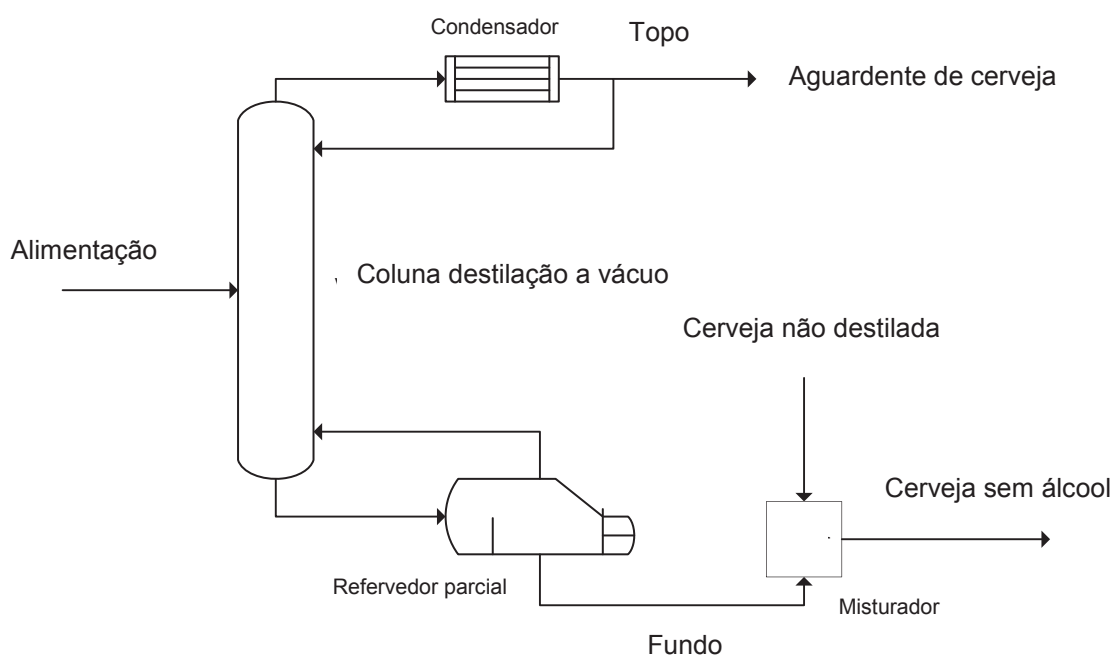 Condensador
Topo
Aguardente de cerveja
Alimentação
Coluna destilação a vácuo
Cerveja não destilada
Cerveja sem álcool
Refervedor parcial
Misturador
Fundo